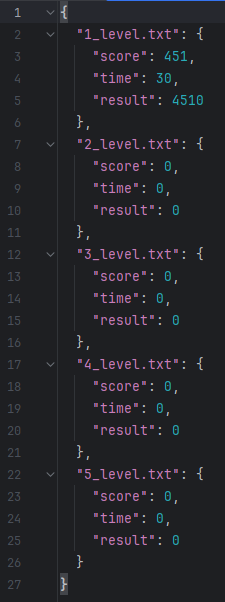 1 {
2 "1_level.txt": {
3 "score": 451,
4 "time": 30,
5 "result": 4510
6 },
7 "2_level.txt": {
8 "score": 0,
9 "time": 0,
10 "result": 0
11 },
12 "3_level.txt": {
13 "score": 0,
14 "time": 0,
15 "result": 0
16 },
17 "4_level.txt": {
18 "score": 0,
19 "time": 0,
20 "result": 0
21 },
22 "5_level.txt": {
23 "score": 0,
24 "time": 0,
25 "result": 0
26 }
27 }